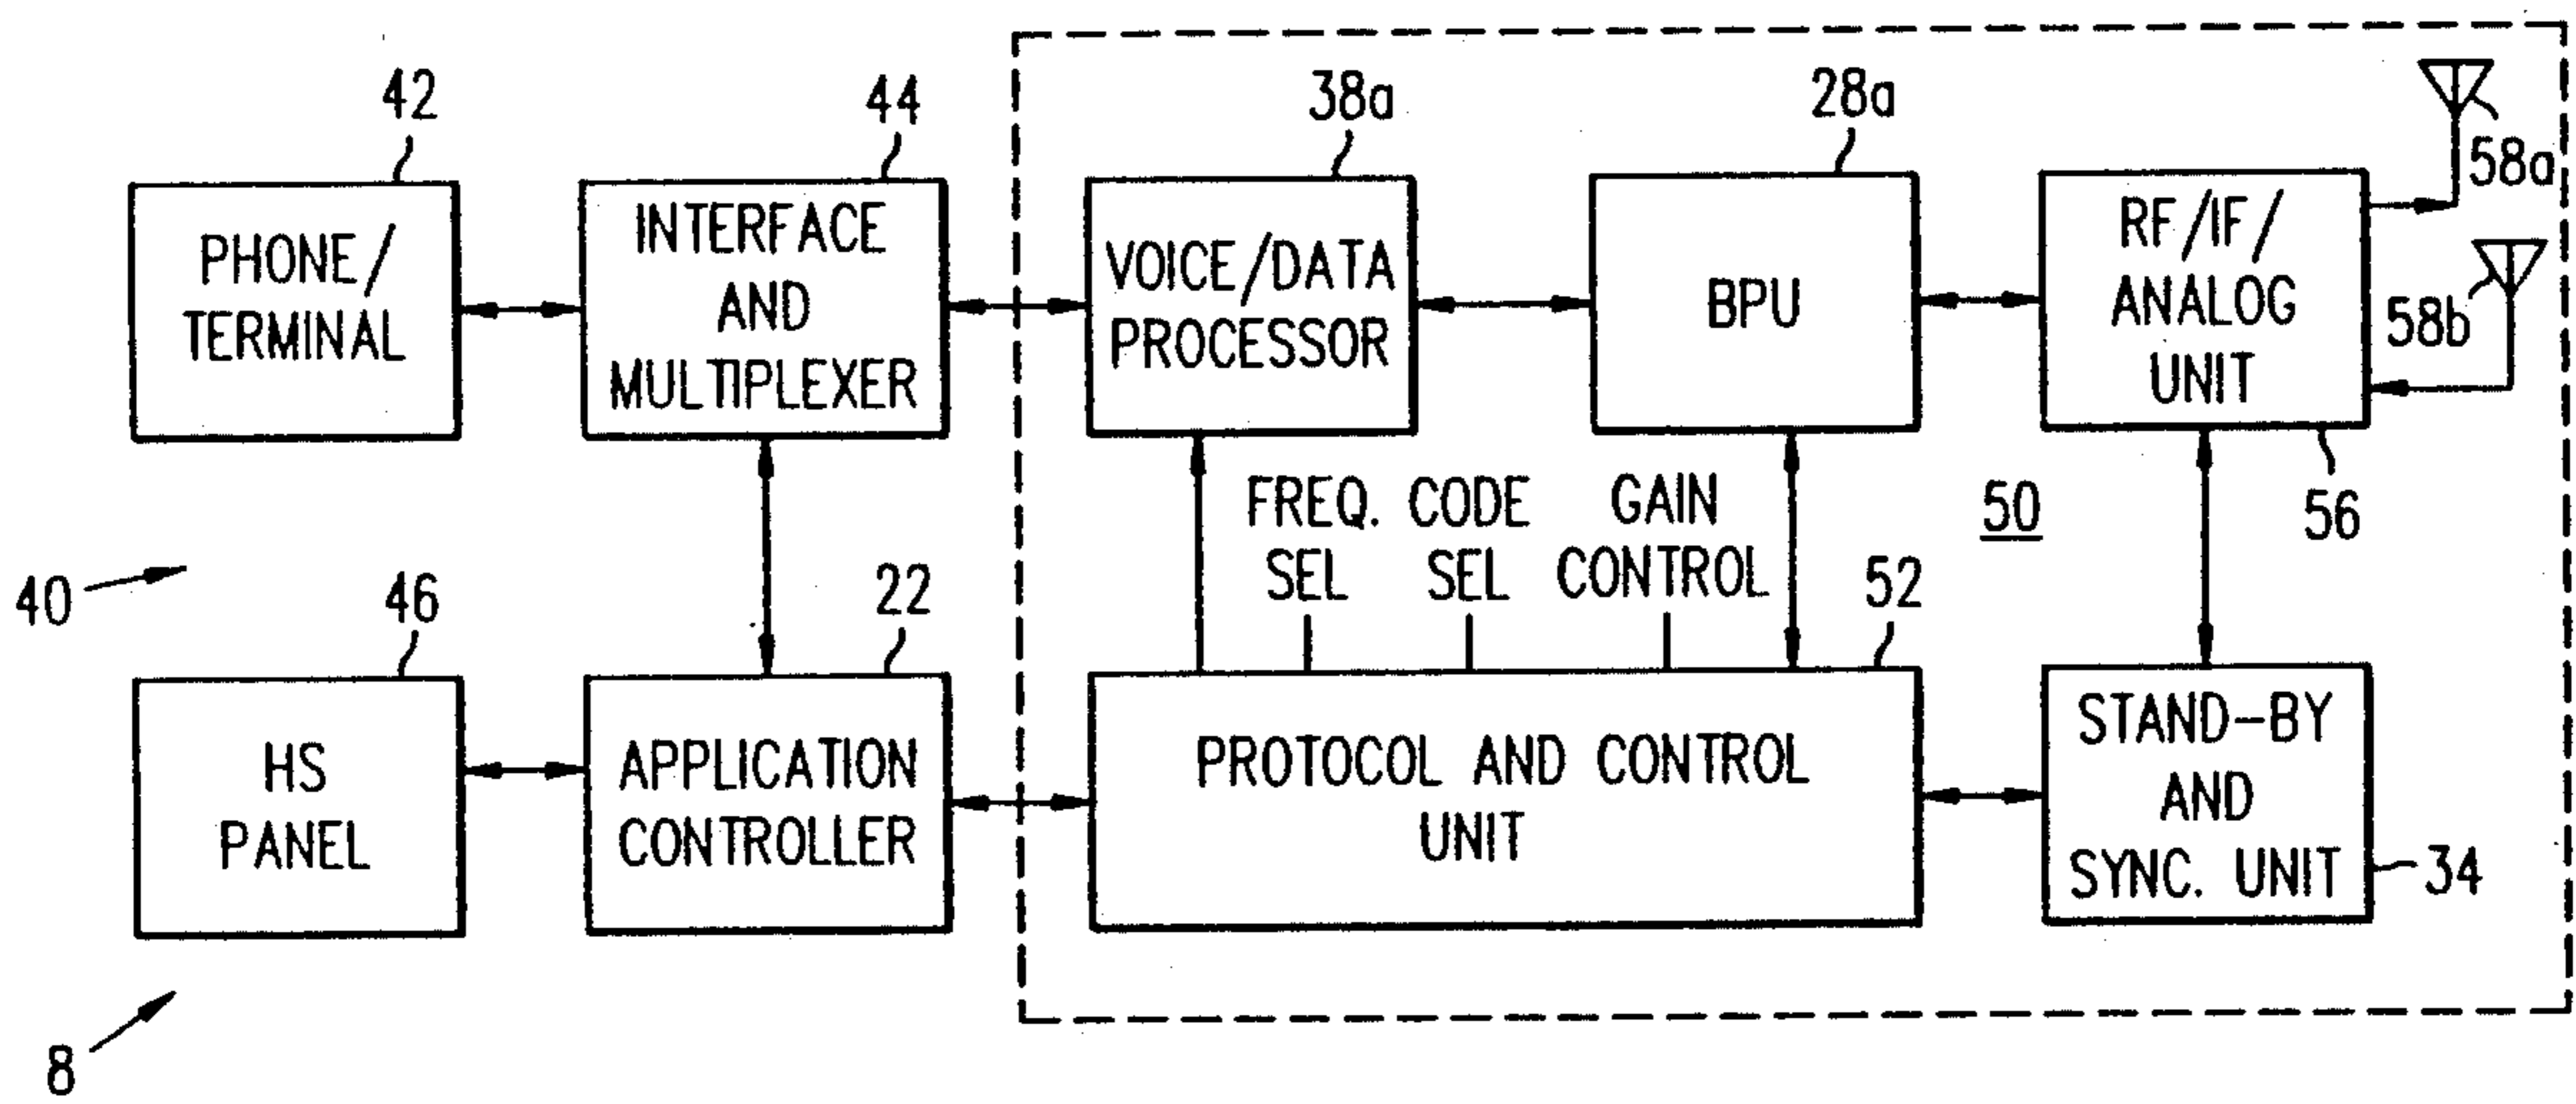 42
PHONE/
TERMINAL
44
INTERFACE
AND
MULTIPLEXER
38a
VOICE/DATA
PROCESSOR
28a
BPU
RF/IF/
ANALOG
UNIT
56
58a
58b
40
46
HS
PANEL
22
APPLICATION
CONTROLLER
FREQ.
SEL
CODE
SEL
GAIN
CONTROL
50
52
PROTOCOL AND CONTROL
UNIT
STAND-BY
AND
SYNC. UNIT
34
8